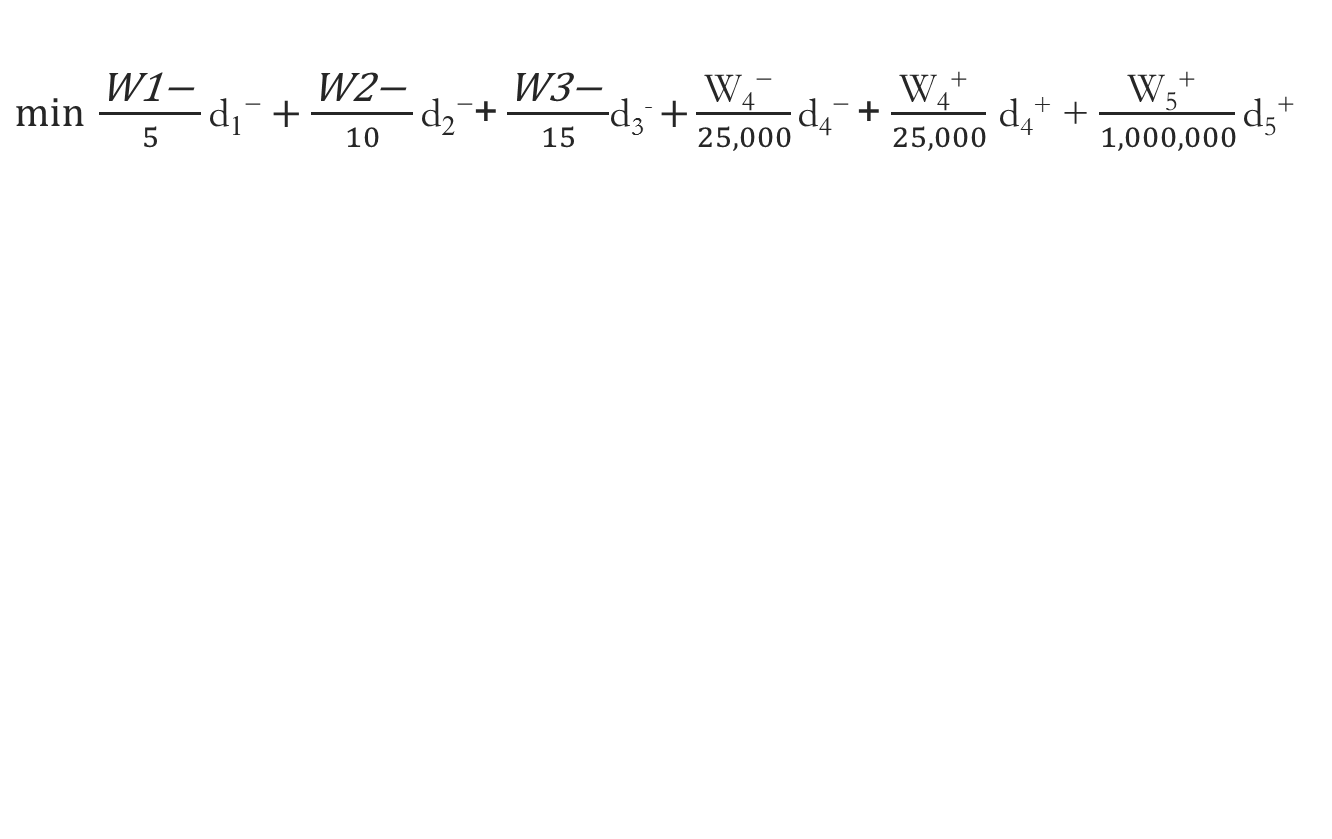 min W1−/5 d₁⁻ + W2−/10 d₂⁻+ W3−/15 d₃⁻ + W₄⁻/25,000 d₄⁻ + W₄⁺/25,000 d₄⁺ + W₅⁺/1,000,000 d₅⁺